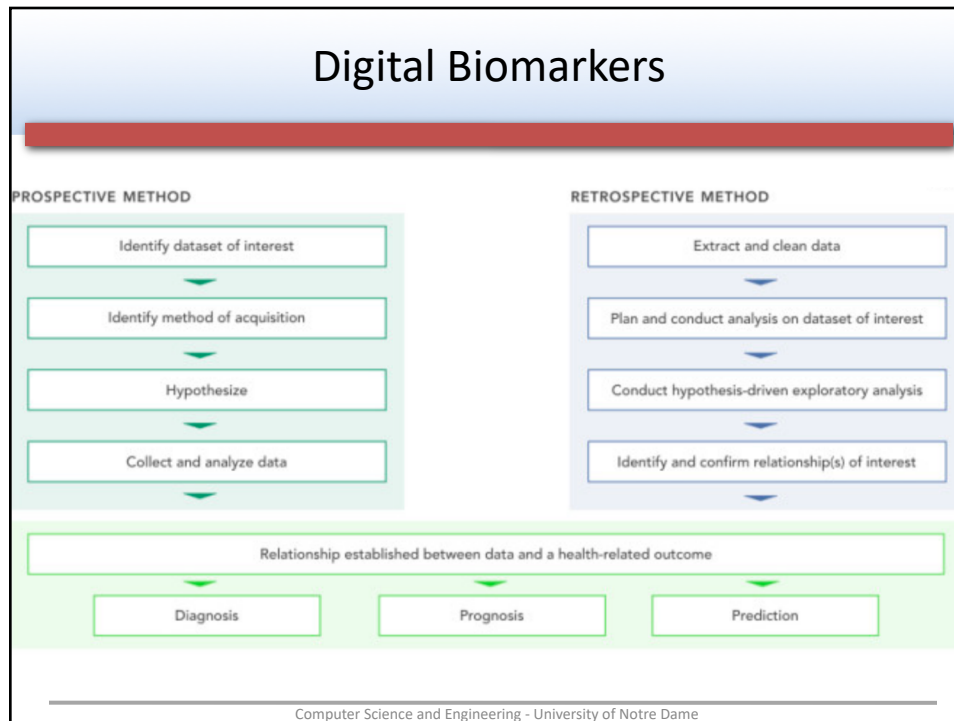 Digital Biomarkers
PROSPECTIVE METHOD
Identify dataset of interest
Identify method of acquisition
Hypothesize
Collect and analyze data
RETROSPECTIVE METHOD
Extract and clean data
Plan and conduct analysis on dataset of interest
Conduct hypothesis-driven exploratory analysis
Identify and confirm relationship(s) of interest
Relationship established between data and a health-related outcome
Diagnosis
Prognosis
Prediction
Computer Science and Engineering - University of Notre Dame